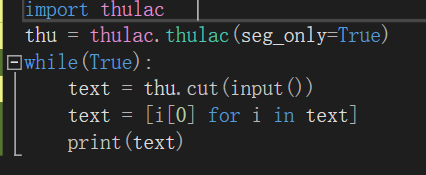 import thulac
thu = thulac.thulac(seg_only=True)
while(True):
    text = thu.cut(input())
    text = [i[0] for i in text]
    print(text)